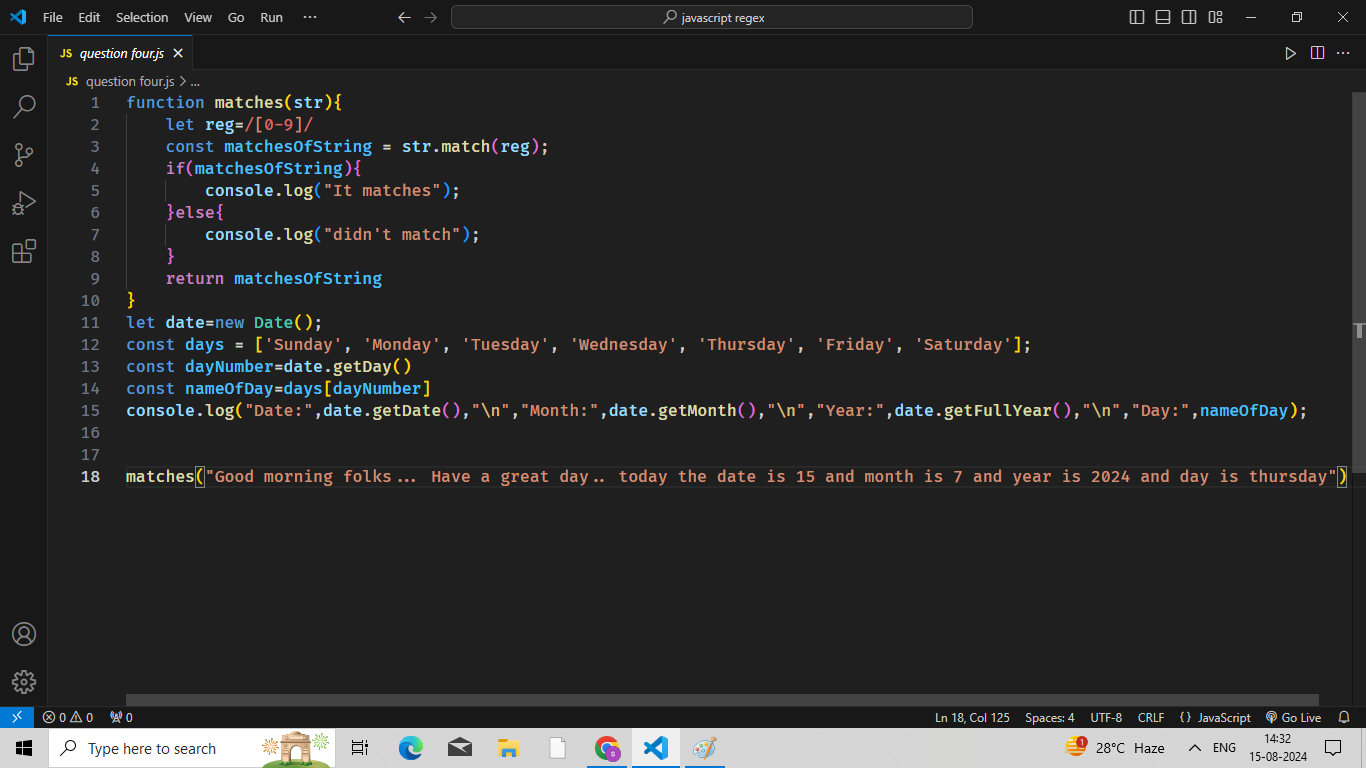 File Edit Selection View Go Run ··· javascript regex
JS question four.js
JS question four.js > ...
1 function matches(str){
2 let reg=/[0-9]/
3 const matchesOfString = str.match(reg);
4 if(matchesOfString){
5 console.log("It matches");
6 }else{
7 console.log("didn't match");
8 }
9 return matchesOfString
10 }
11 let date=new Date();
12 const days = ['Sunday', 'Monday', 'Tuesday', 'Wednesday', 'Thursday', 'Friday', 'Saturday'];
13 const dayNumber=date.getDay()
14 const nameOfDay=days[dayNumber]
15 console.log("Date:",date.getDate(),"\n","Month:",date.getMonth(),"\n","Year:",date.getFullYear(),"\n","Day:",nameOfDay);
16
17
18 matches("Good morning folks... Have a great day.. today the date is 15 and month is 7 and year is 2024 and day is thursday")
0 0 0 Ln 18, Col 125 Spaces: 4 UTF-8 CRLF {} JavaScript Go Live
Type here to search 1 28°C Haze ENG 14:32
15-08-2024